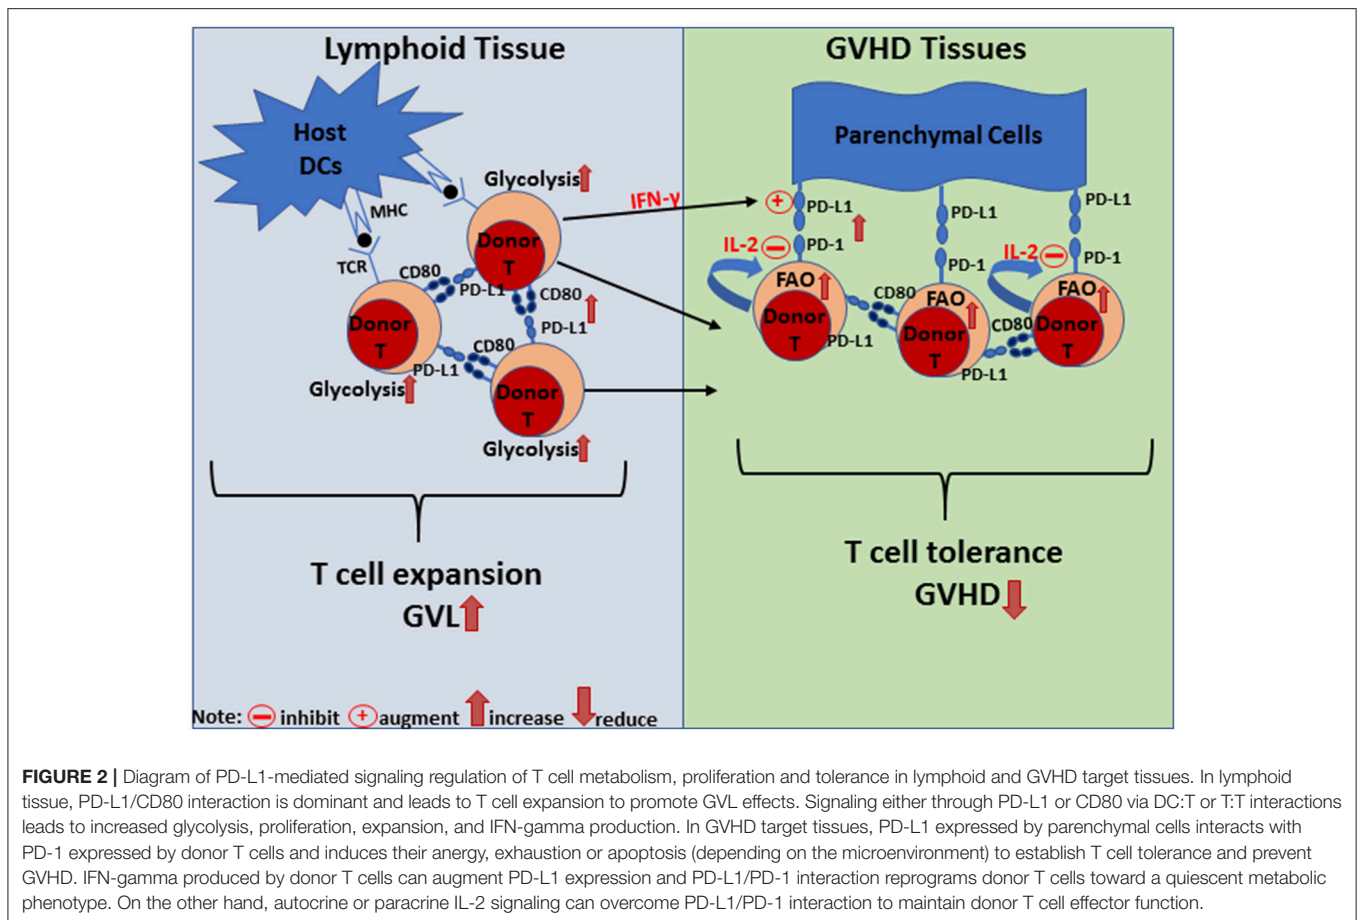 Lymphoid Tissue
Host
DCs
MHC
TCR
Glycolysis
Donor
T
CD80
PD-L1
CD80
PD-L1
Donor
T
Glycolysis
CD80
PD-L1
Donor
T
Glycolysis
IFN-γ
T cell expansion
GVL
Note: − inhibit + augment increase reduce
GVHD Tissues
Parenchymal Cells
+
PD-L1
PD-1
IL-2 −
FAO
Donor
T
PD-L1
CD80
PD-L1
PD-1
FAO
Donor
T
PD-L1
CD80
PD-L1
PD-1
IL-2 −
FAO
Donor
T
T cell tolerance
GVHD
FIGURE 2 | Diagram of PD-L1-mediated signaling regulation of T cell metabolism, proliferation and tolerance in lymphoid and GVHD target tissues. In lymphoid
tissue, PD-L1/CD80 interaction is dominant and leads to T cell expansion to promote GVL effects. Signaling either through PD-L1 or CD80 via DC:T or T:T interactions
leads to increased glycolysis, proliferation, expansion, and IFN-gamma production. In GVHD target tissues, PD-L1 expressed by parenchymal cells interacts with
PD-1 expressed by donor T cells and induces their anergy, exhaustion or apoptosis (depending on the microenvironment) to establish T cell tolerance and prevent
GVHD. IFN-gamma produced by donor T cells can augment PD-L1 expression and PD-L1/PD-1 interaction reprograms donor T cells toward a quiescent metabolic
phenotype. On the other hand, autocrine or paracrine IL-2 signaling can overcome PD-L1/PD-1 interaction to maintain donor T cell effector function.